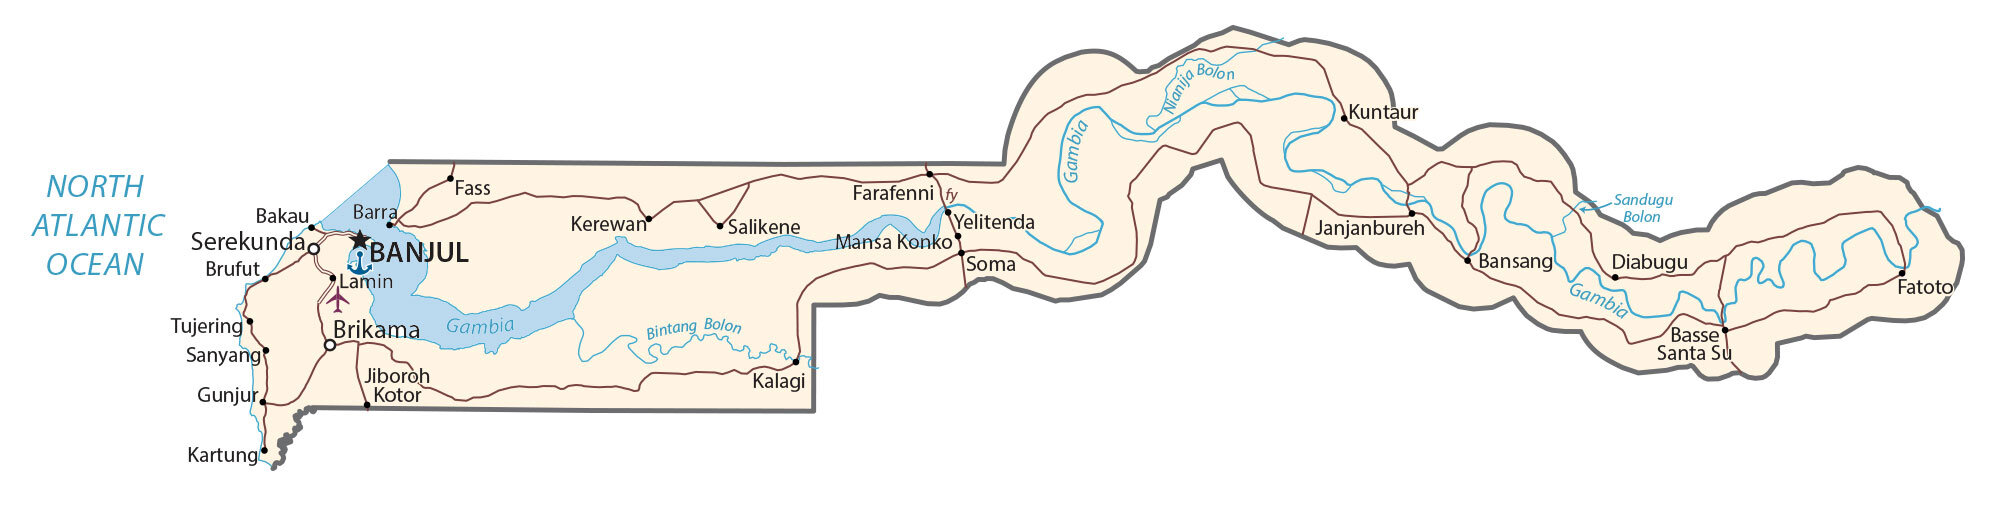 NORTH
ATLANTIC
OCEAN
Bakau
Serekunda
Brufut
Tujering
Sanyang
Gunjur
Kartung
Barra
BANJUL
Lamin
Brikama
Jiboroh
Kotor
Fass
Gambia
Kerewan
Salikene
Bintang Bolon
Kalagi
Farafenni
fy
Yelitenda
Mansa Konko
Soma
Gambia
Nianija Bolon
Kuntaur
Janjanbureh
Bansang
Sandugu
Bolon
Diabugu
Gambia
Basse
Santa Su
Fatoto